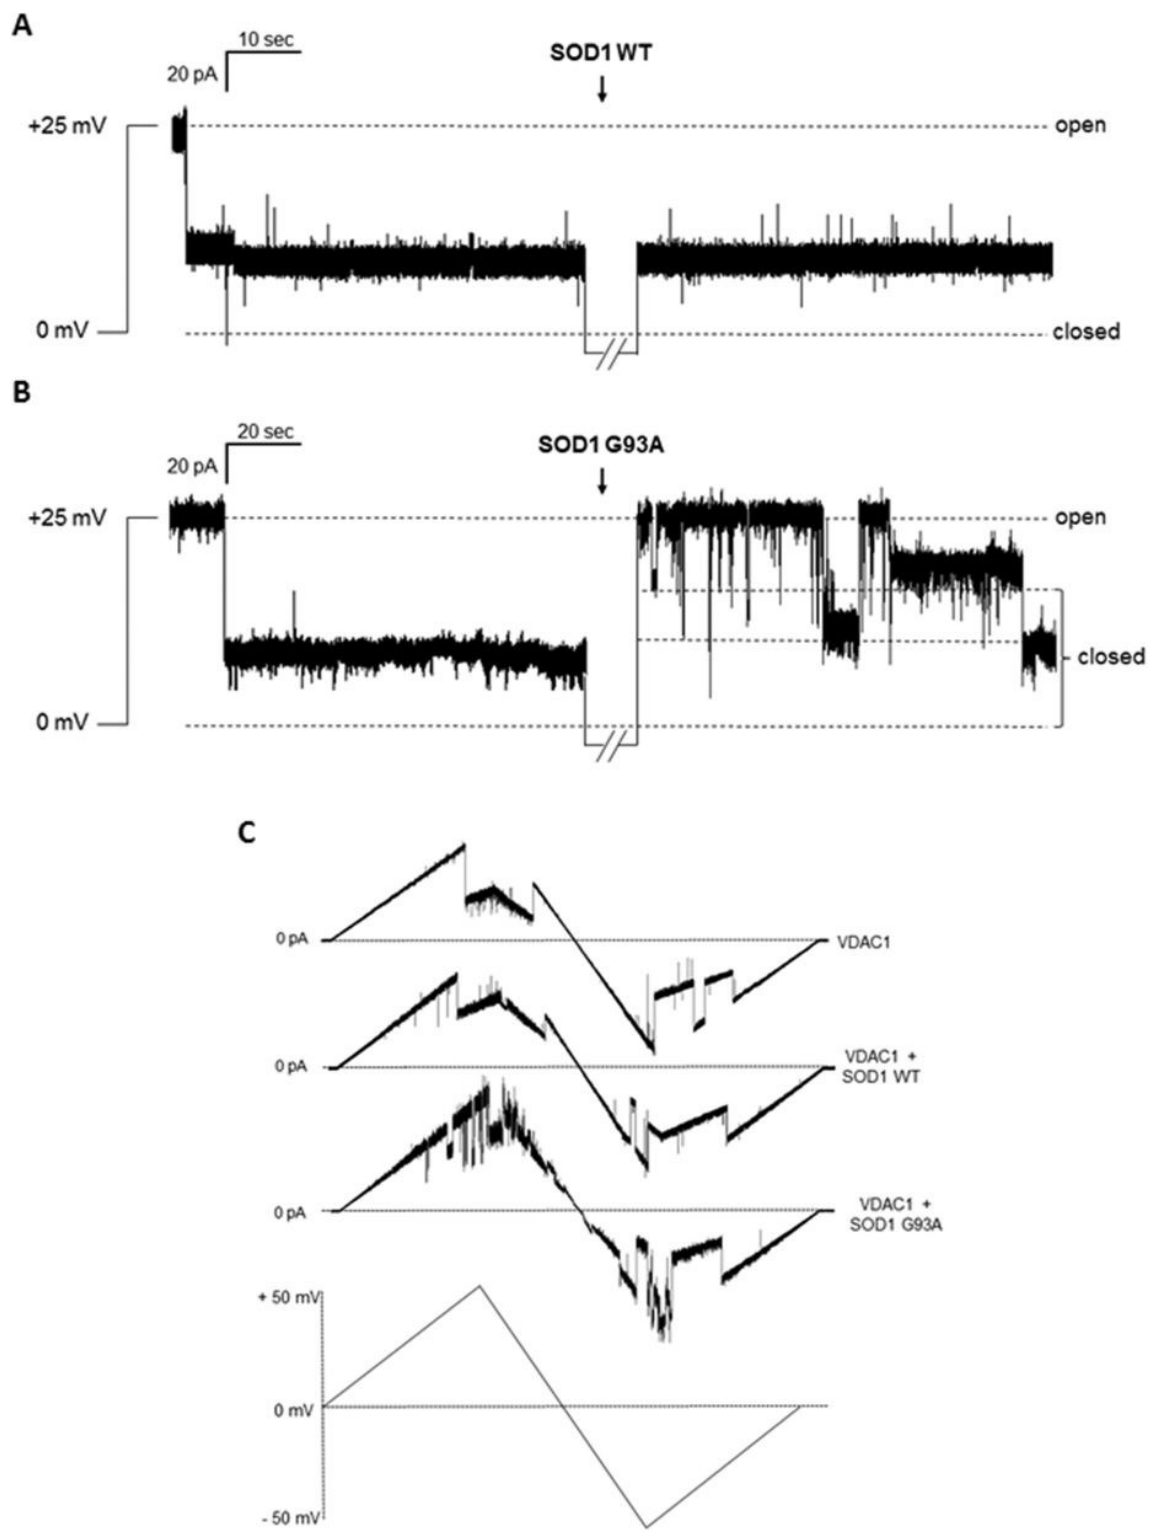 A
10 sec
20 pA
SOD1 WT
+25 mV
open
0 mV
closed
B
20 sec
20 pA
SOD1 G93A
+25 mV
open
closed
0 mV
C
0 pA
VDAC1
0 pA
VDAC1 +
SOD1 WT
0 pA
VDAC1 +
SOD1 G93A
+ 50 mV
0 mV
- 50 mV